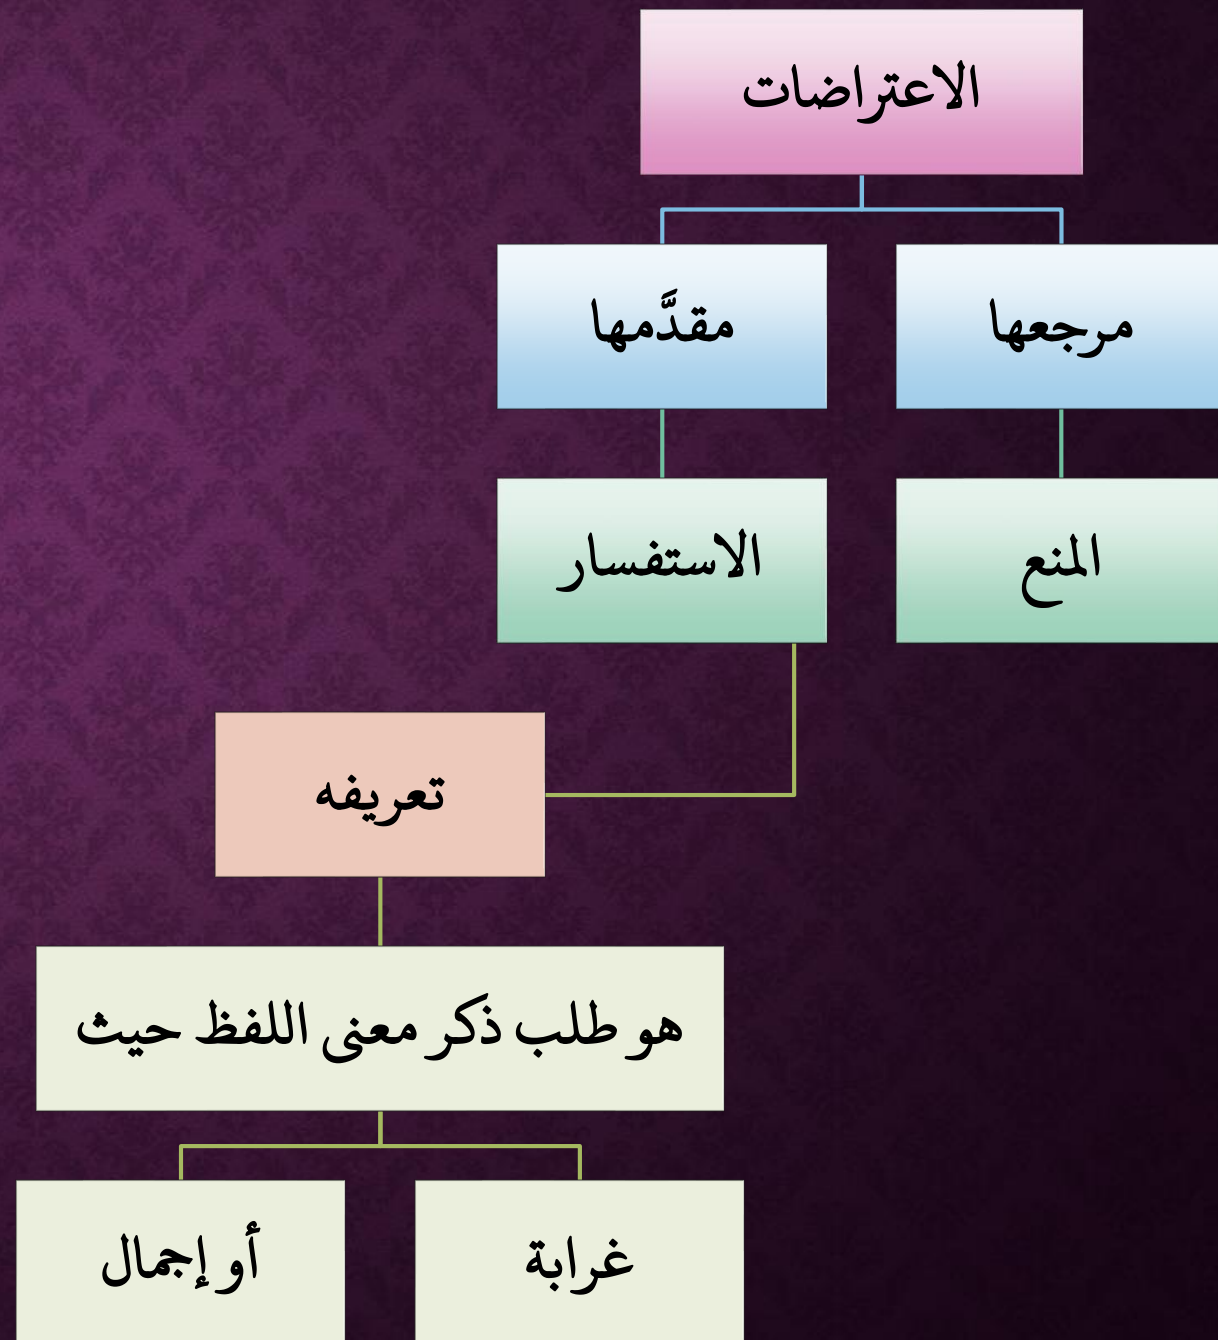 الاعتراضات
مرجعها
مقدَّمها
المنع
الاستفسار
تعريفه
هو طلب ذكر معنى اللفظ حيث
غرابة
أو إجمال